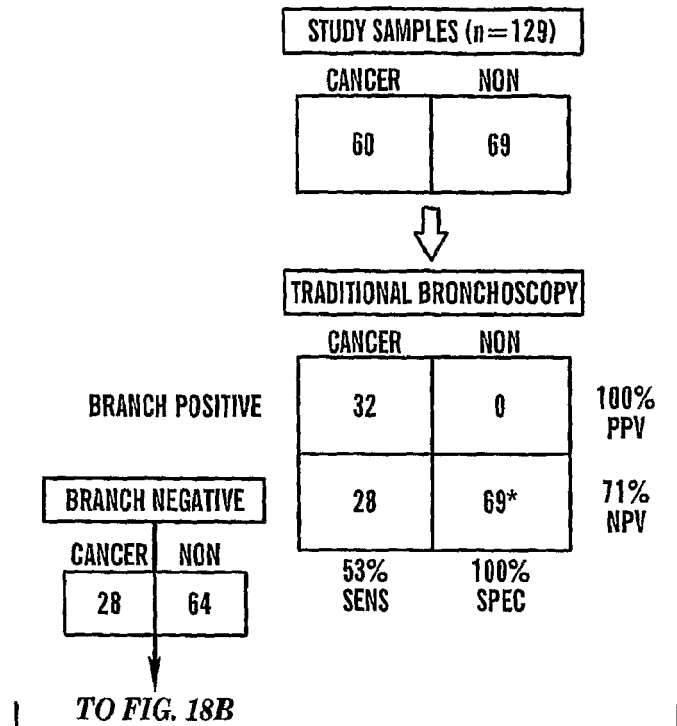 STUDY SAMPLES (n=129)
CANCER NON
60 69
TRADITIONAL BRONCHOSCOPY
CANCER NON
BRANCH POSITIVE 32 0 100%
PPV
BRANCH NEGATIVE 28 69* 71%
NPV
CANCER NON
28 64
53% 100%
SENS SPEC
TO FIG. 18B